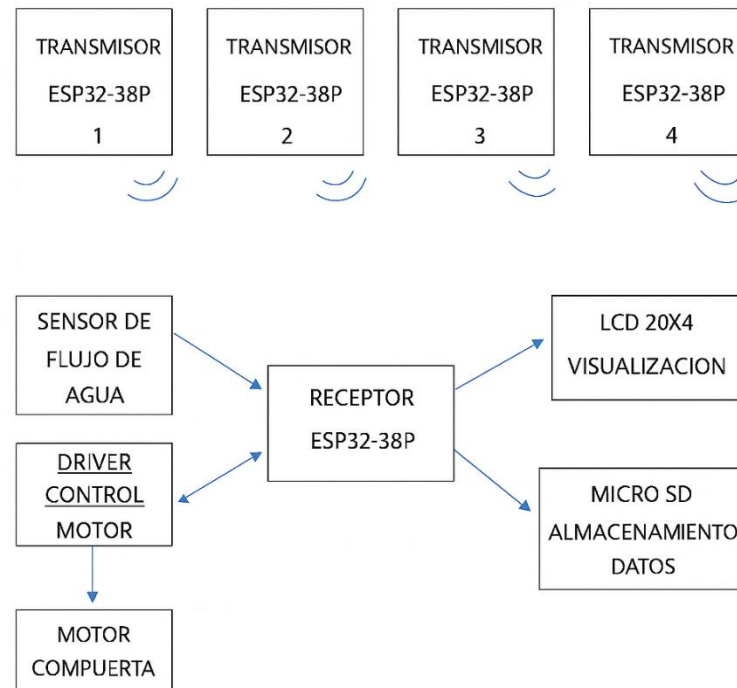 TRANSMISOR
ESP32-38P
1
TRANSMISOR
ESP32-38P
2
TRANSMISOR
ESP32-38P
3
TRANSMISOR
ESP32-38P
4
SENSOR DE
FLUJO DE
AGUA
RECEPTOR
ESP32-38P
LCD 20X4
VISUALIZACION
DRIVER
CONTROL
MOTOR
MICRO SD
ALMACENAMIENTO
DATOS
MOTOR
COMPUERTA